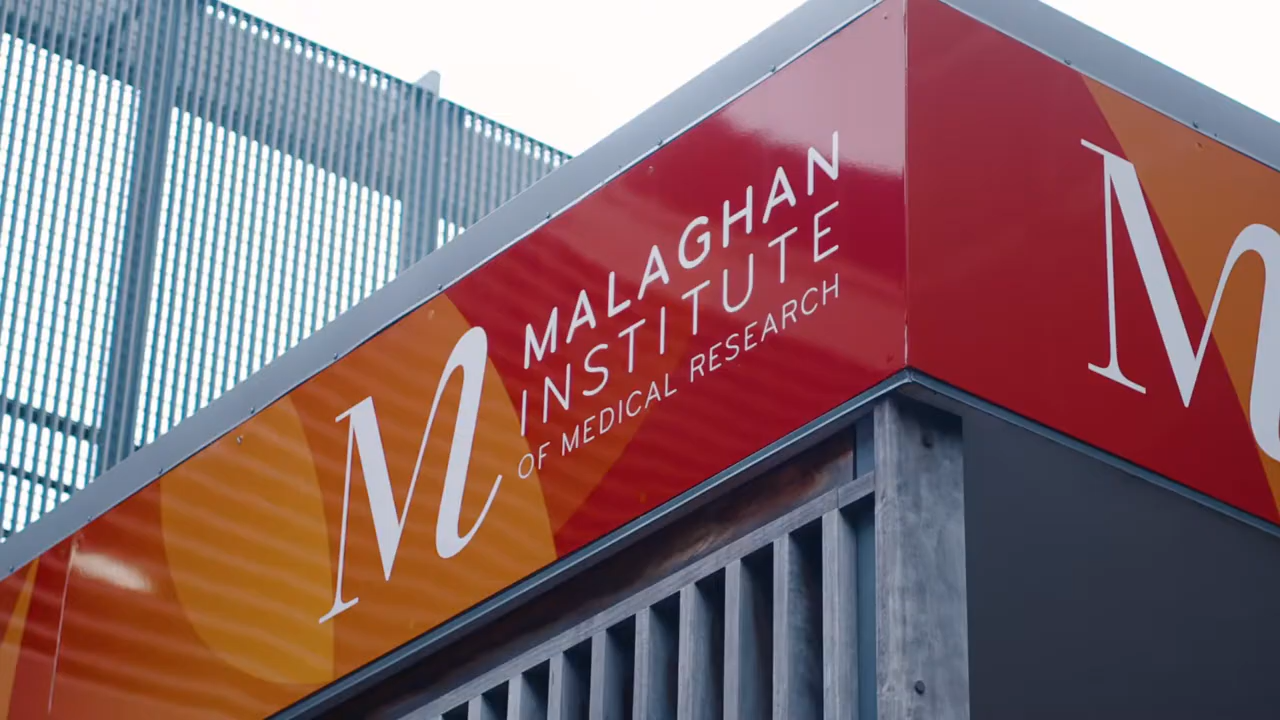 M
MALAGHAN
INSTITUTE
OF MEDICAL RESEARCH
M